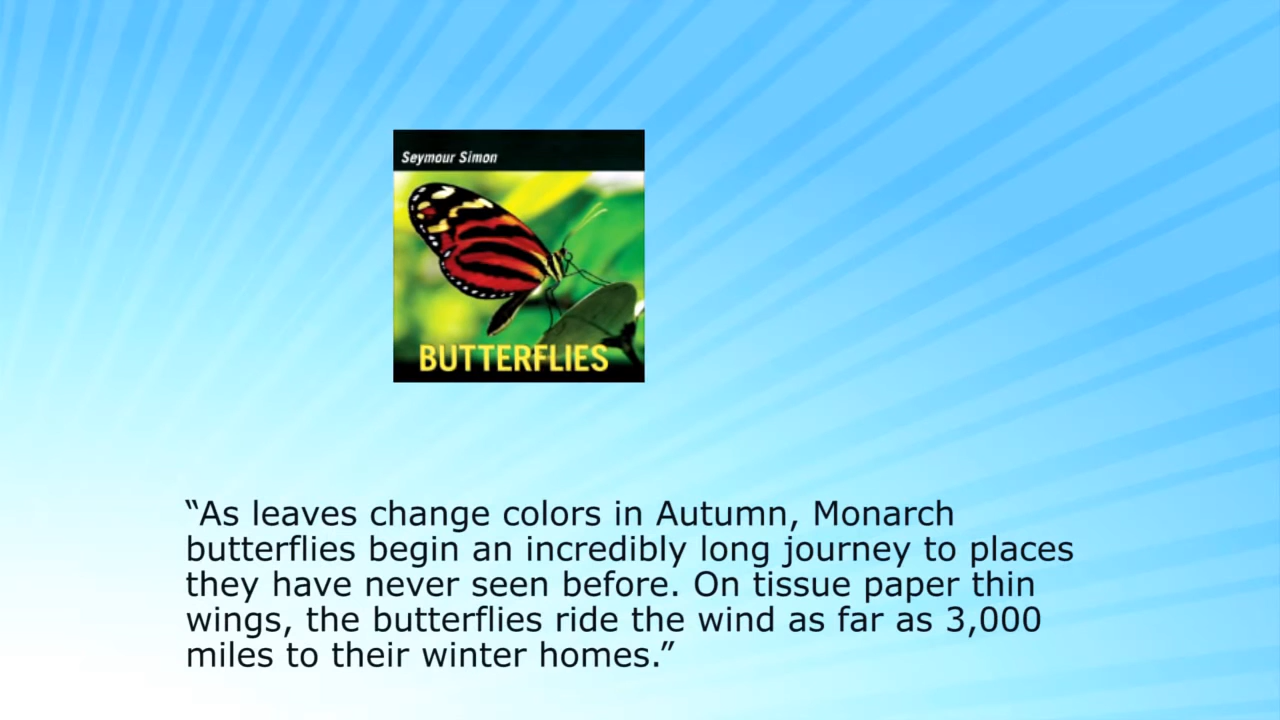 Seymour Simon
BUTTERFLIES
“As leaves change colors in Autumn, Monarch
butterflies begin an incredibly long journey to places
they have never seen before. On tissue paper thin
wings, the butterflies ride the wind as far as 3,000
miles to their winter homes.”